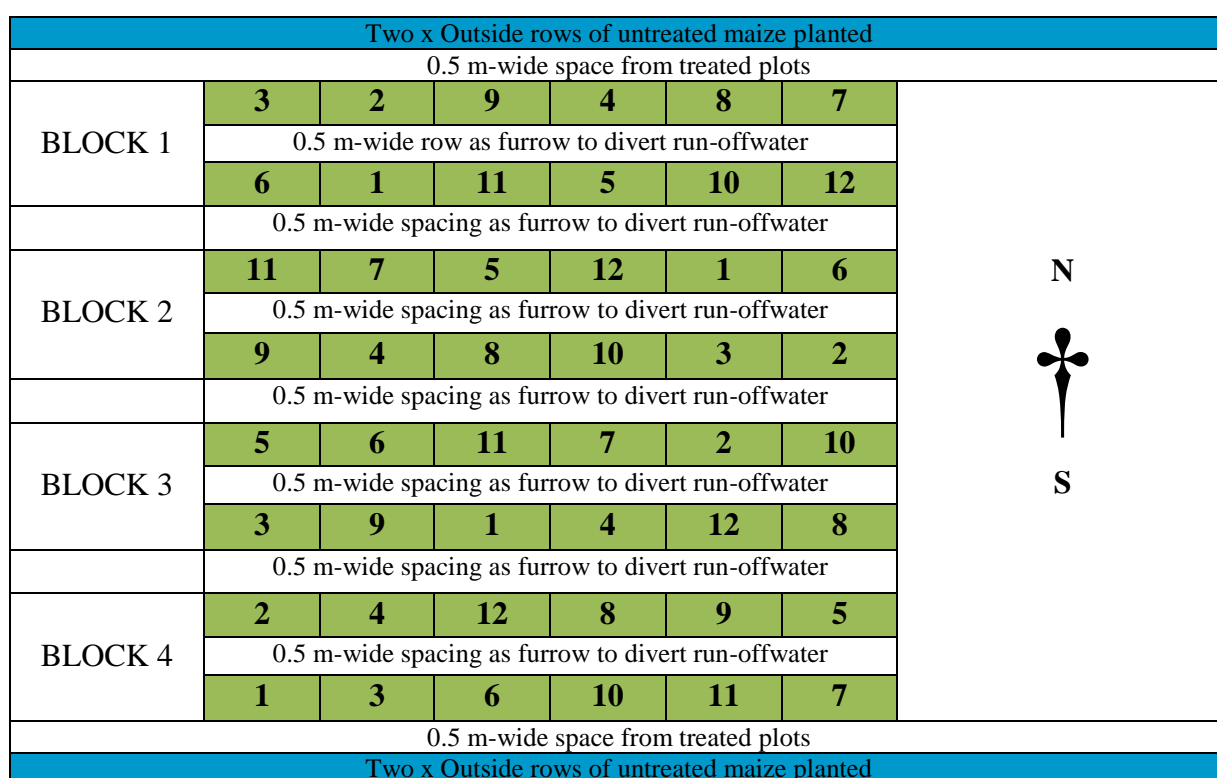 Two x Outside rows of untreated maize planted
0.5 m-wide space from treated plots
3 2 9 4 8 7
BLOCK 1
0.5 m-wide row as furrow to divert run-offwater
6 1 11 5 10 12
0.5 m-wide spacing as furrow to divert run-offwater
11 7 5 12 1 6
N
BLOCK 2
0.5 m-wide spacing as furrow to divert run-offwater
9 4 8 10 3 2
0.5 m-wide spacing as furrow to divert run-offwater
5 6 11 7 2 10
BLOCK 3
0.5 m-wide spacing as furrow to divert run-offwater
S
3 9 1 4 12 8
0.5 m-wide spacing as furrow to divert run-offwater
2 4 12 8 9 5
BLOCK 4
0.5 m-wide spacing as furrow to divert run-offwater
1 3 6 10 11 7
0.5 m-wide space from treated plots
Two x Outside rows of untreated maize planted